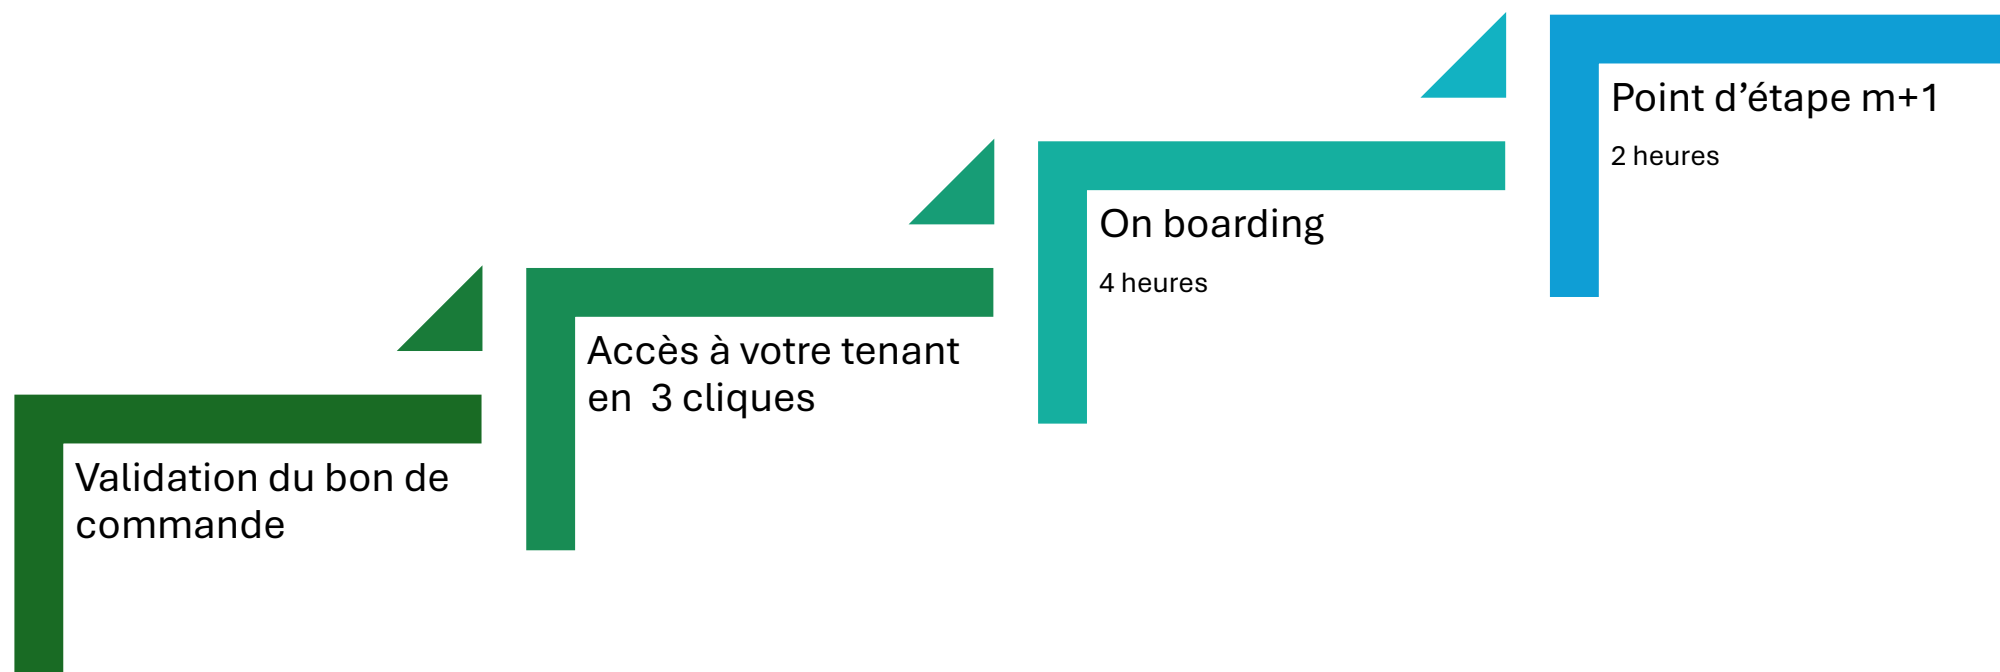 Validation du bon de
commande
Accès à votre tenant
en  3 cliques
On boarding
4 heures
Point d’étape m+1
2 heures